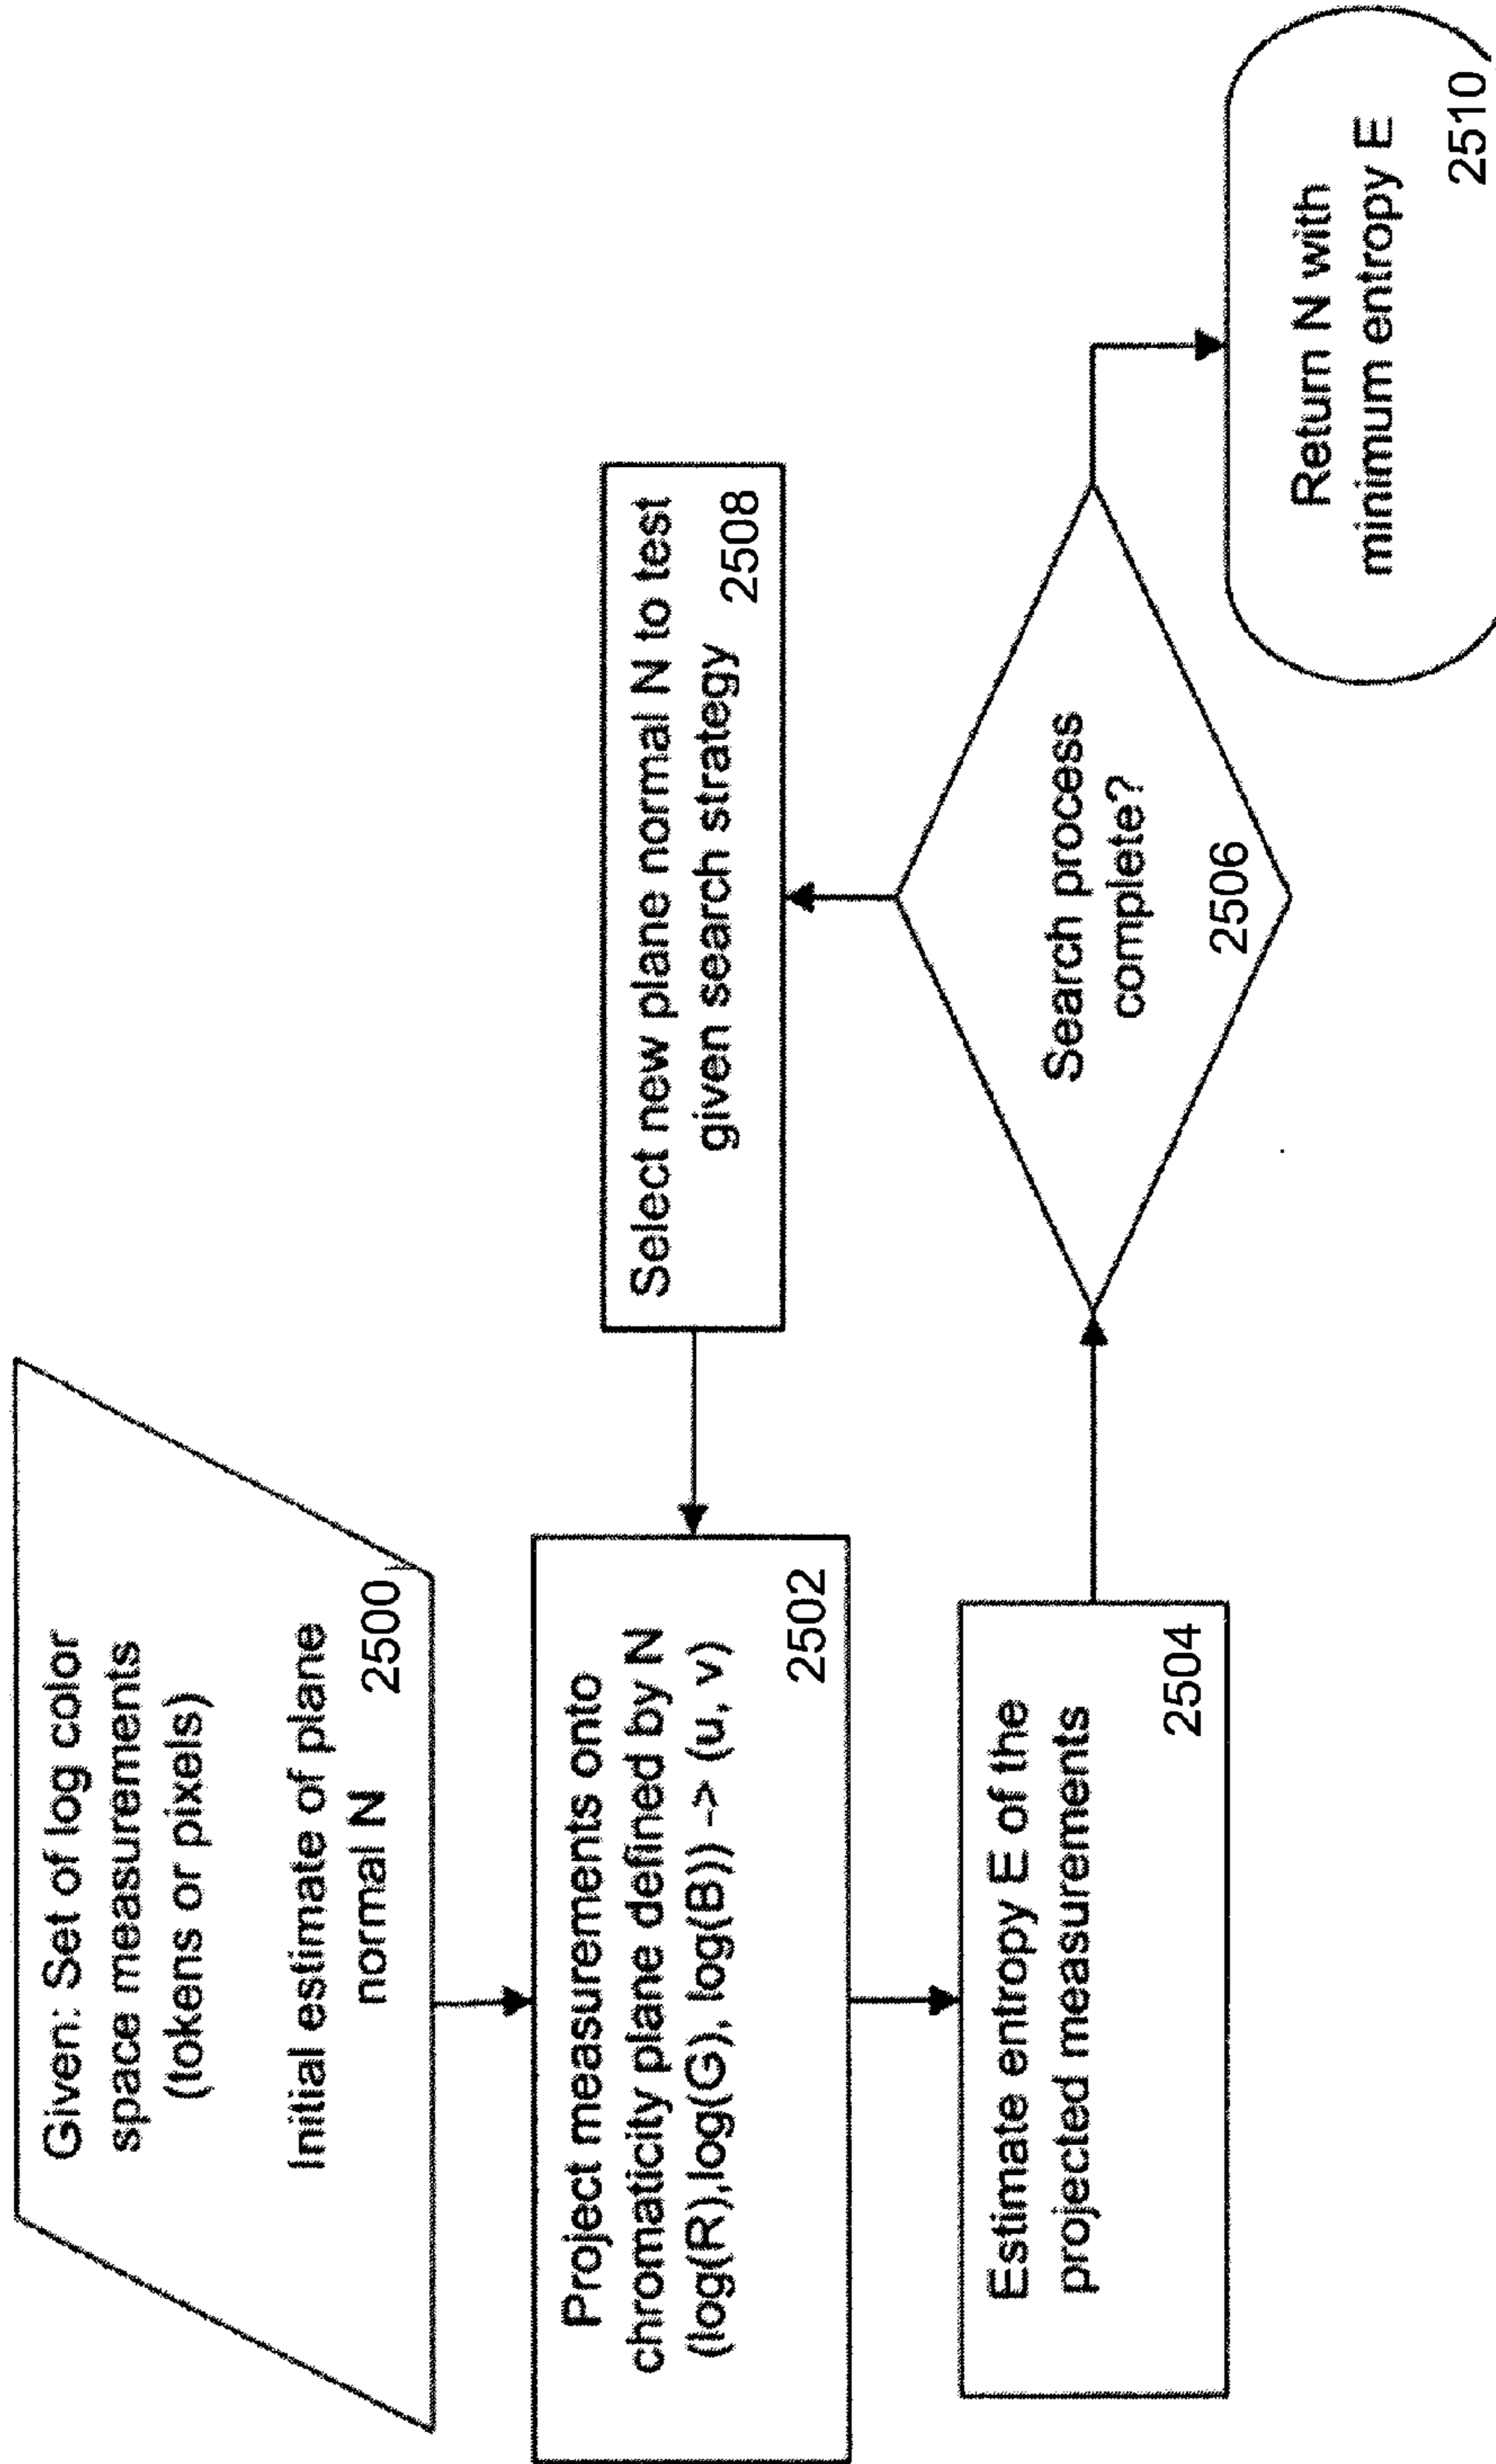 Given: Set of log color
space measurements
(tokens or pixels)
Initial estimate of plane
normal N
2500
Project measurements onto
chromaticity plane defined by N
(log(R),log(G), log(B)) -> (u, v)
2502
Estimate entropy E of the
projected measurements
2504
Search process
complete?
2506
Select new plane normal N to test
given search strategy
2508
Return N with
minimum entropy E
2510